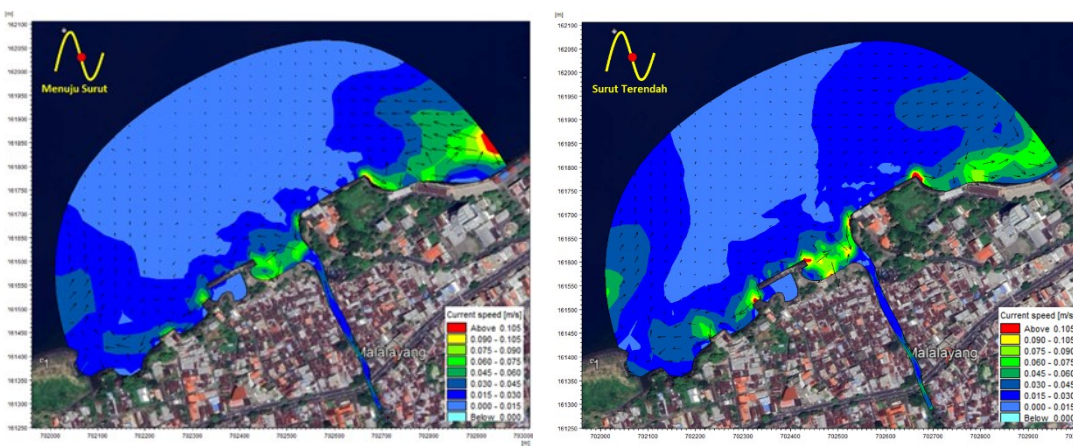 [m]
162100
162050
162000
161950
161900
161850
161800
161750
161700
161650
161600
161550
161500
161450
161400
161350
161300
161250
Menuju Surut
Malalayang
Current speed [m/s]
Above 0.105
0.090 - 0.105
0.075 - 0.090
0.060 - 0.075
0.045 - 0.060
0.030 - 0.045
0.015 - 0.030
0.000 - 0.015
Below 0.000
702000 702100 702200 702300 702400 702500 702600 702700 702800 702900
[m]
162100
162050
162000
161950
161900
161850
161800
161750
161700
161650
161600
161550
161500
161450
161400
161350
161300
161250
Surut Terendah
Malalayang
Current speed [m/s]
Above 0.105
0.090 - 0.105
0.075 - 0.090
0.060 - 0.075
0.045 - 0.060
0.030 - 0.045
0.015 - 0.030
0.000 - 0.015
Below 0.000
702000 702100 702200 702300 702400 702500 702600 702700 702800 702900